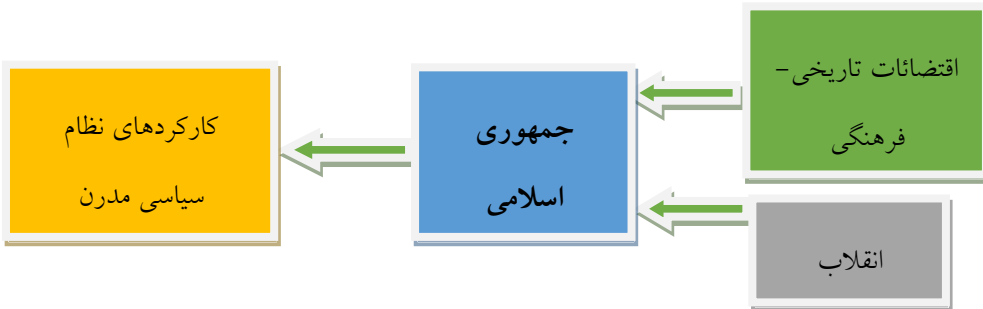 اقتضائات تاریخی-
فرهنگی
انقلاب
جمهوری
اسلامی
کارکردهای نظام
سیاسی مدرن